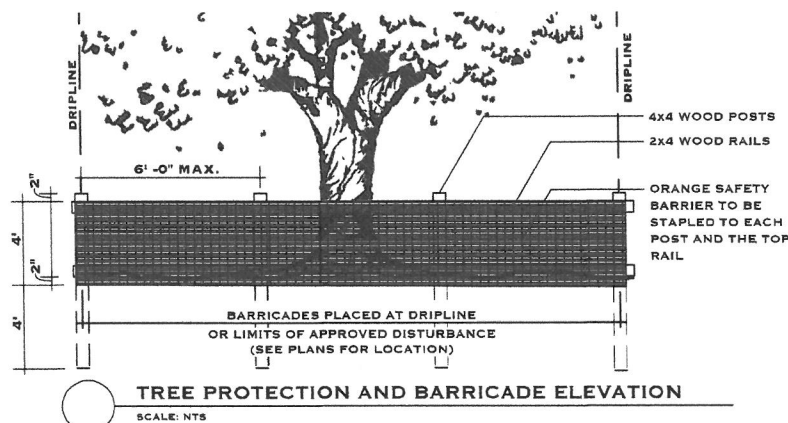 DRIPLINE
DRIPLINE
4x4 WOOD POSTS
2x4 WOOD RAILS
6' -0" MAX.
2"
ORANGE SAFETY
BARRIER TO BE
STAPLED TO EACH
POST AND THE TOP
RAIL
4'
2"
4'
BARRICADES PLACED AT DRIPLINE
OR LIMITS OF APPROVED DISTURBANCE
(SEE PLANS FOR LOCATION)
TREE PROTECTION AND BARRICADE ELEVATION
SCALE: NTS